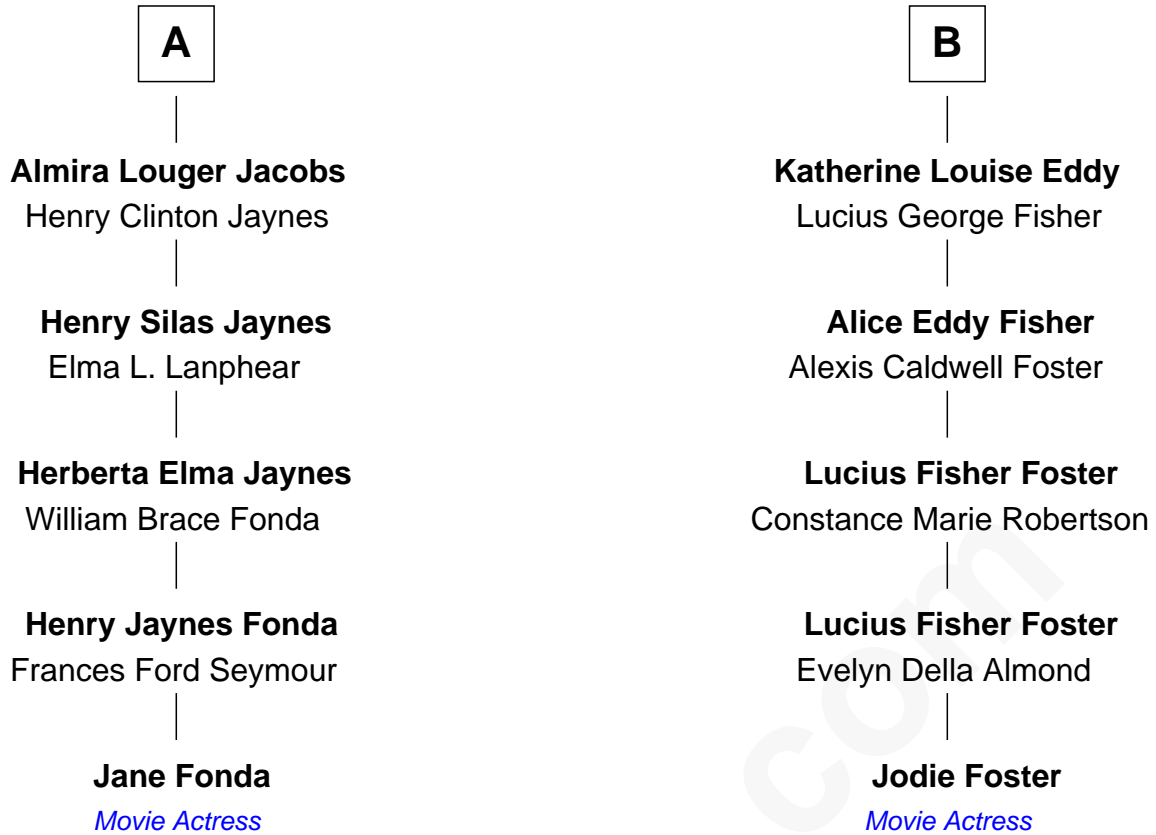 A
Almira Louger Jacobs
Henry Clinton Jaynes
Henry Silas Jaynes
Elma L. Lanphear
Herberta Elma Jaynes
William Brace Fonda
Henry Jaynes Fonda
Frances Ford Seymour
Jane Fonda
Movie Actress
B
Katherine Louise Eddy
Lucius George Fisher
Alice Eddy Fisher
Alexis Caldwell Foster
Lucius Fisher Foster
Constance Marie Robertson
Lucius Fisher Foster
Evelyn Della Almond
Jodie Foster
Movie Actress
com